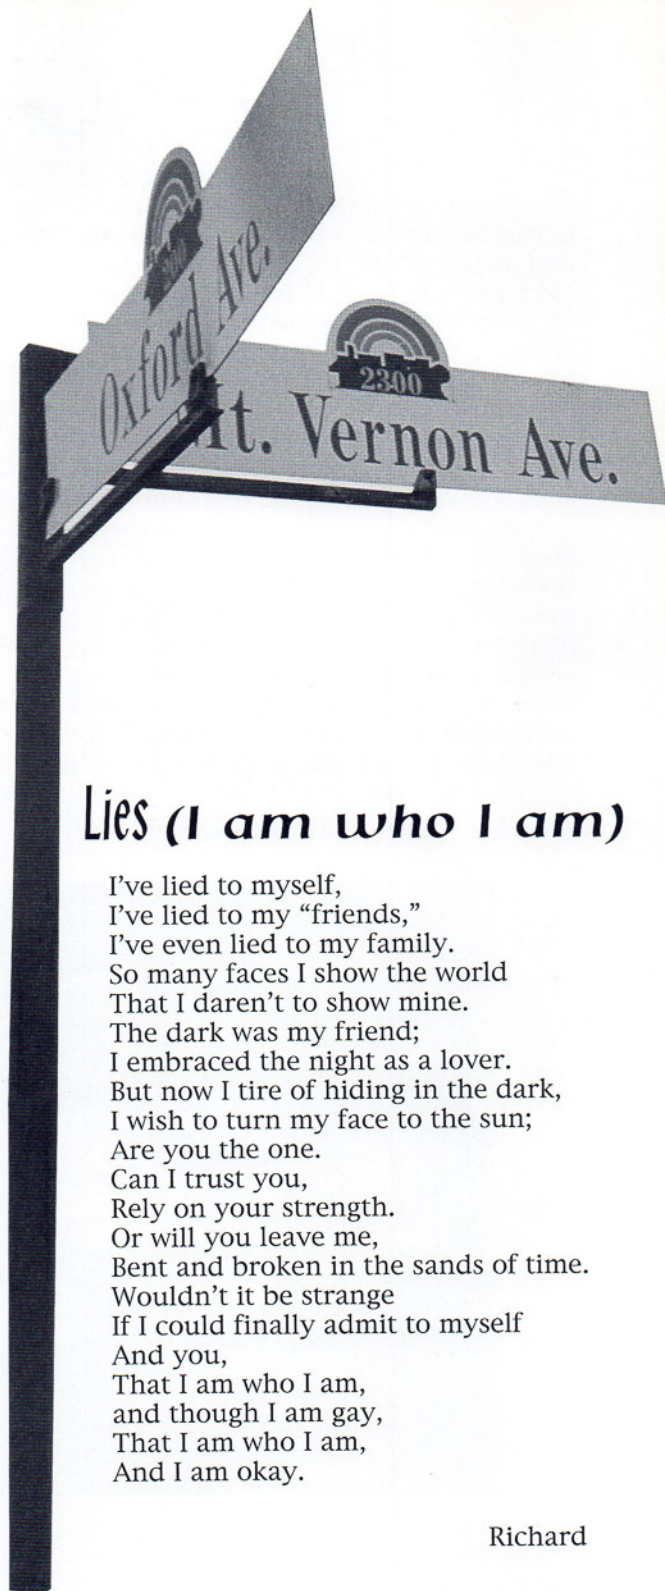 200
Oxford Ave.
2300
Mt. Vernon Ave.
Lies (I am who I am)
I've lied to myself,
I've lied to my “friends,”
I've even lied to my family.
So many faces I show the world
That I daren't to show mine.
The dark was my friend;
I embraced the night as a lover.
But now I tire of hiding in the dark,
I wish to turn my face to the sun;
Are you the one.
Can I trust you,
Rely on your strength.
Or will you leave me,
Bent and broken in the sands of time.
Wouldn't it be strange
If I could finally admit to myself
And you,
That I am who I am,
and though I am gay,
That I am who I am,
And I am okay.
Richard